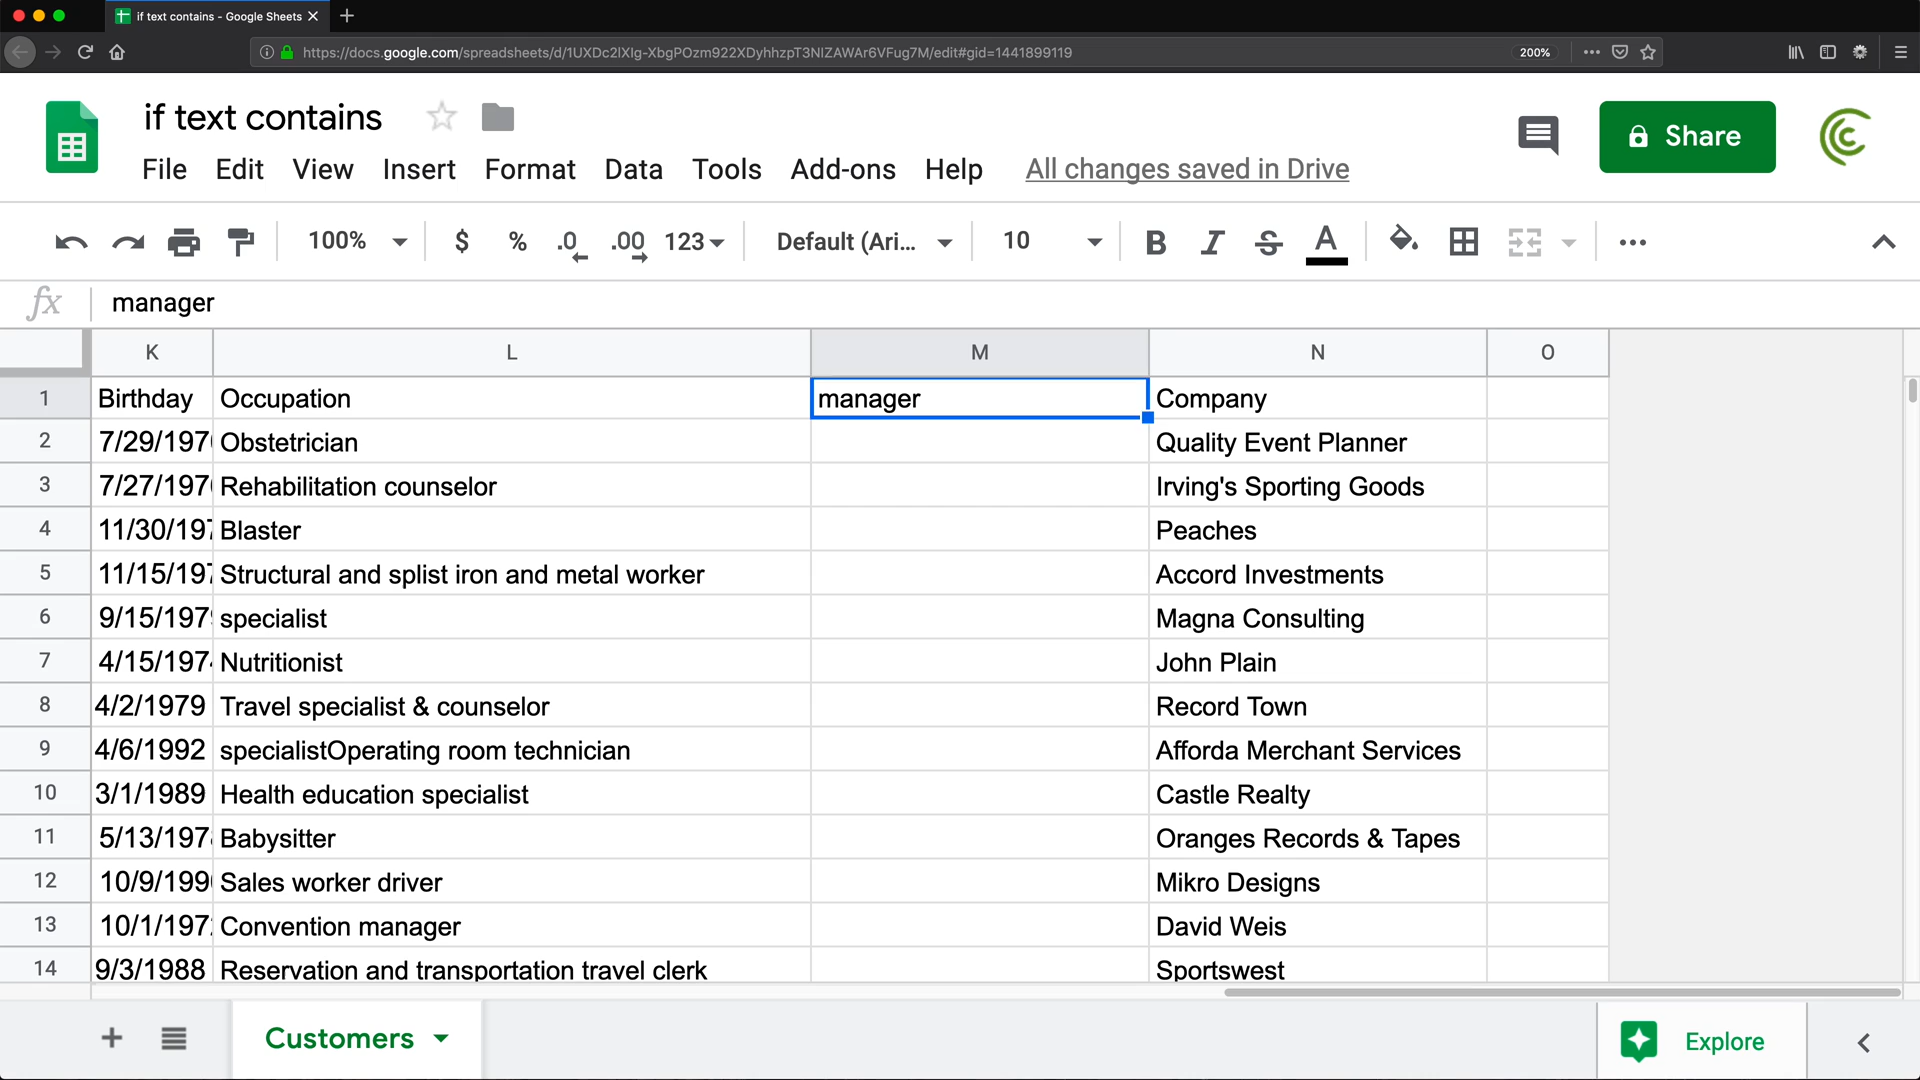 if text contains - Google Sheets
https://docs.google.com/spreadsheets/d/1UXDc2lXIg-XbgPOzm922XDyhhzpT3NIZAWAr6VFug7M/edit#gid=1441899119
200%
if text contains
Share
File Edit View Insert Format Data Tools Add-ons Help All changes saved in Drive
100% $ % .0 .00 123 Default (Ari... 10 B I S A
fx manager
K L M N O
1 Birthday Occupation manager Company
2 7/29/197 Obstetrician Quality Event Planner
3 7/27/197 Rehabilitation counselor Irving's Sporting Goods
4 11/30/197 Blaster Peaches
5 11/15/197 Structural and splist iron and metal worker Accord Investments
6 9/15/197 specialist Magna Consulting
7 4/15/197 Nutritionist John Plain
8 4/2/1979 Travel specialist & counselor Record Town
9 4/6/1992 specialistOperating room technician Afforda Merchant Services
10 3/1/1989 Health education specialist Castle Realty
11 5/13/197 Babysitter Oranges Records & Tapes
12 10/9/199 Sales worker driver Mikro Designs
13 10/1/197 Convention manager David Weis
14 9/3/1988 Reservation and transportation travel clerk Sportswest
Customers
Explore